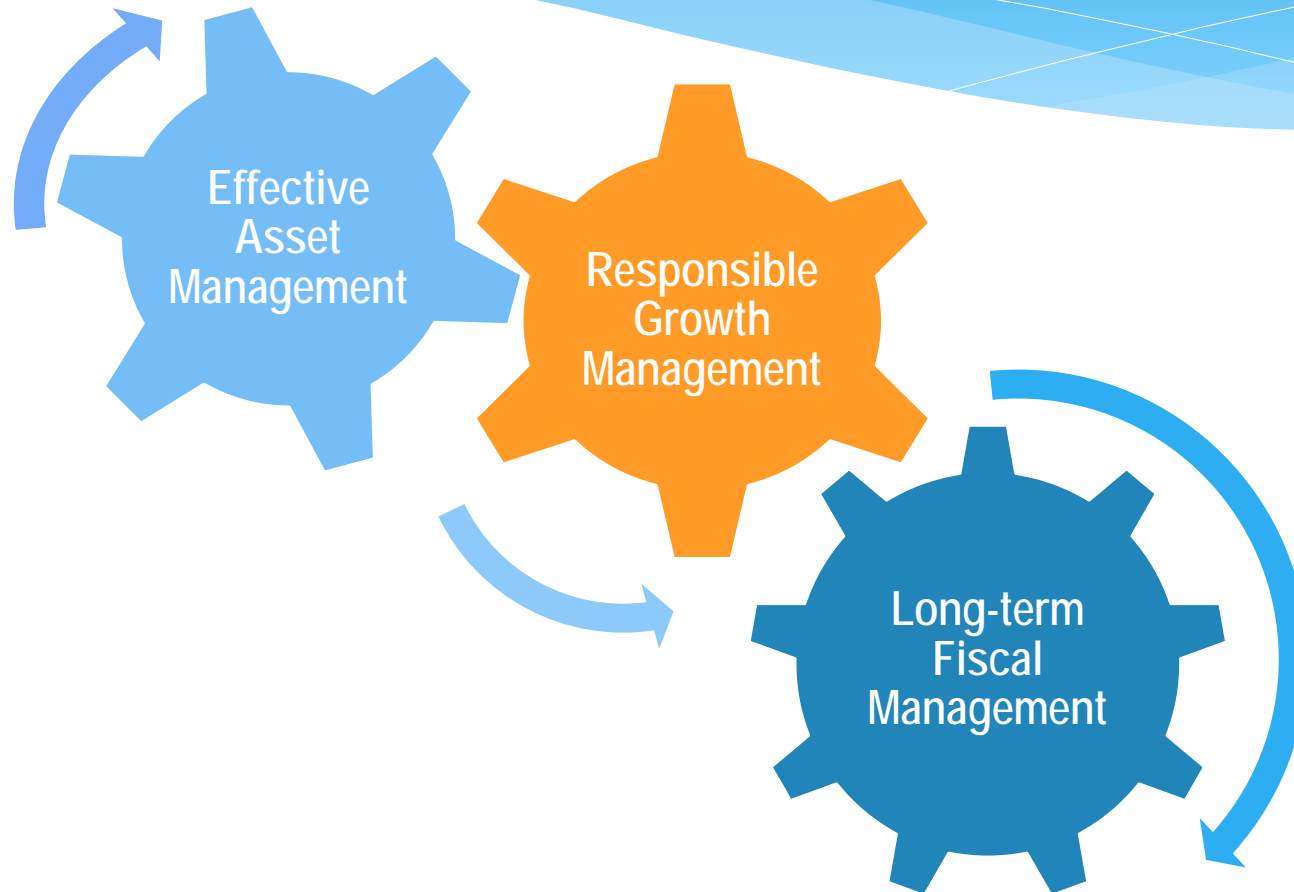 Effective
Asset
Management
Responsible
Growth
Management
Long-term
Fiscal
Management